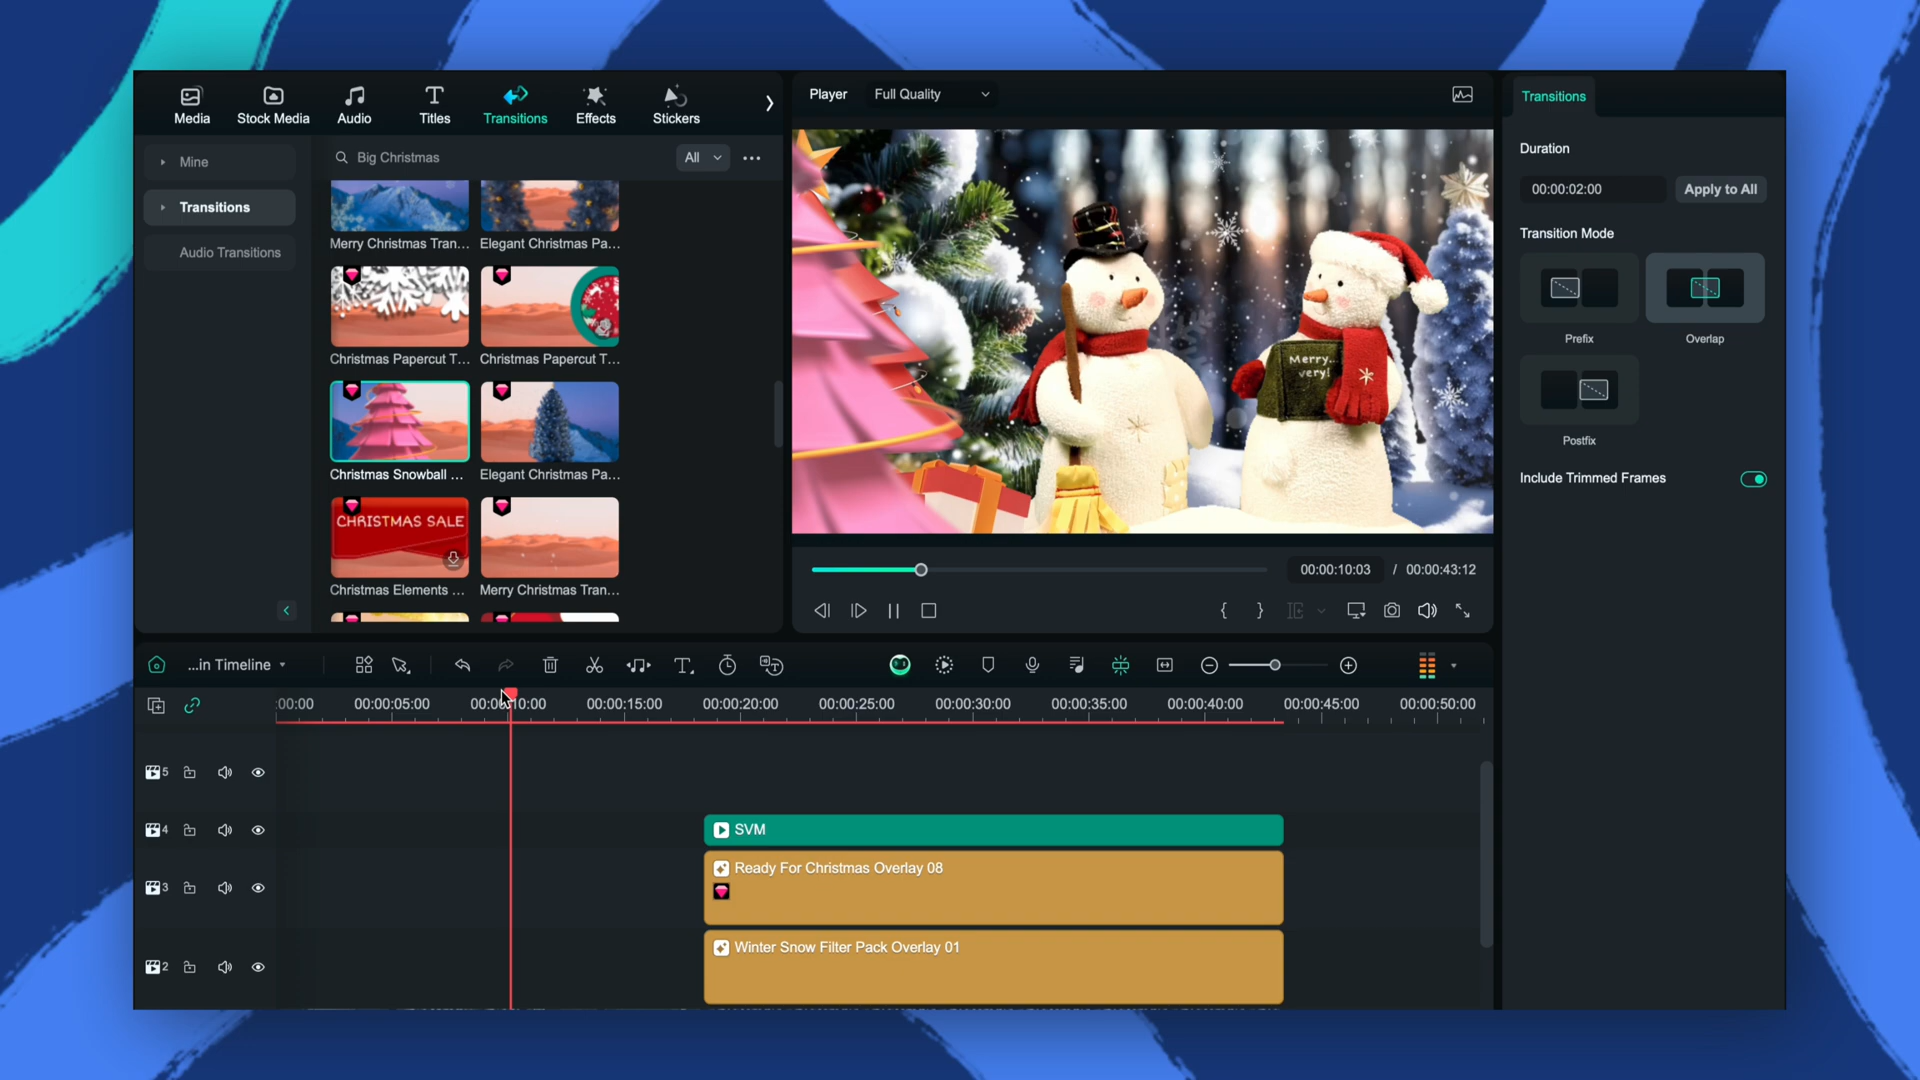 Media
Stock Media
Audio
Titles
Transitions
Effects
Stickers
Player
Full Quality
Transitions
Mine
Transitions
Audio Transitions
Big Christmas
All
Merry Christmas Tran...
Elegant Christmas Pa...
Christmas Papercut T...
Christmas Papercut T...
Christmas Snowball ...
Elegant Christmas Pa...
CHRISTMAS SALE
Christmas Elements ...
Merry Christmas Tran...
Merry...
very!
00:00:10:03 / 00:00:43:12
Duration
00:00:02:00
Apply to All
Transition Mode
Prefix
Overlap
Postfix
Include Trimmed Frames
...in Timeline
:00:00
00:00:05:00
00:00:10:00
00:00:15:00
00:00:20:00
00:00:25:00
00:00:30:00
00:00:35:00
00:00:40:00
00:00:45:00
00:00:50:00
5
4
SVM
3
Ready For Christmas Overlay 08
2
Winter Snow Filter Pack Overlay 01